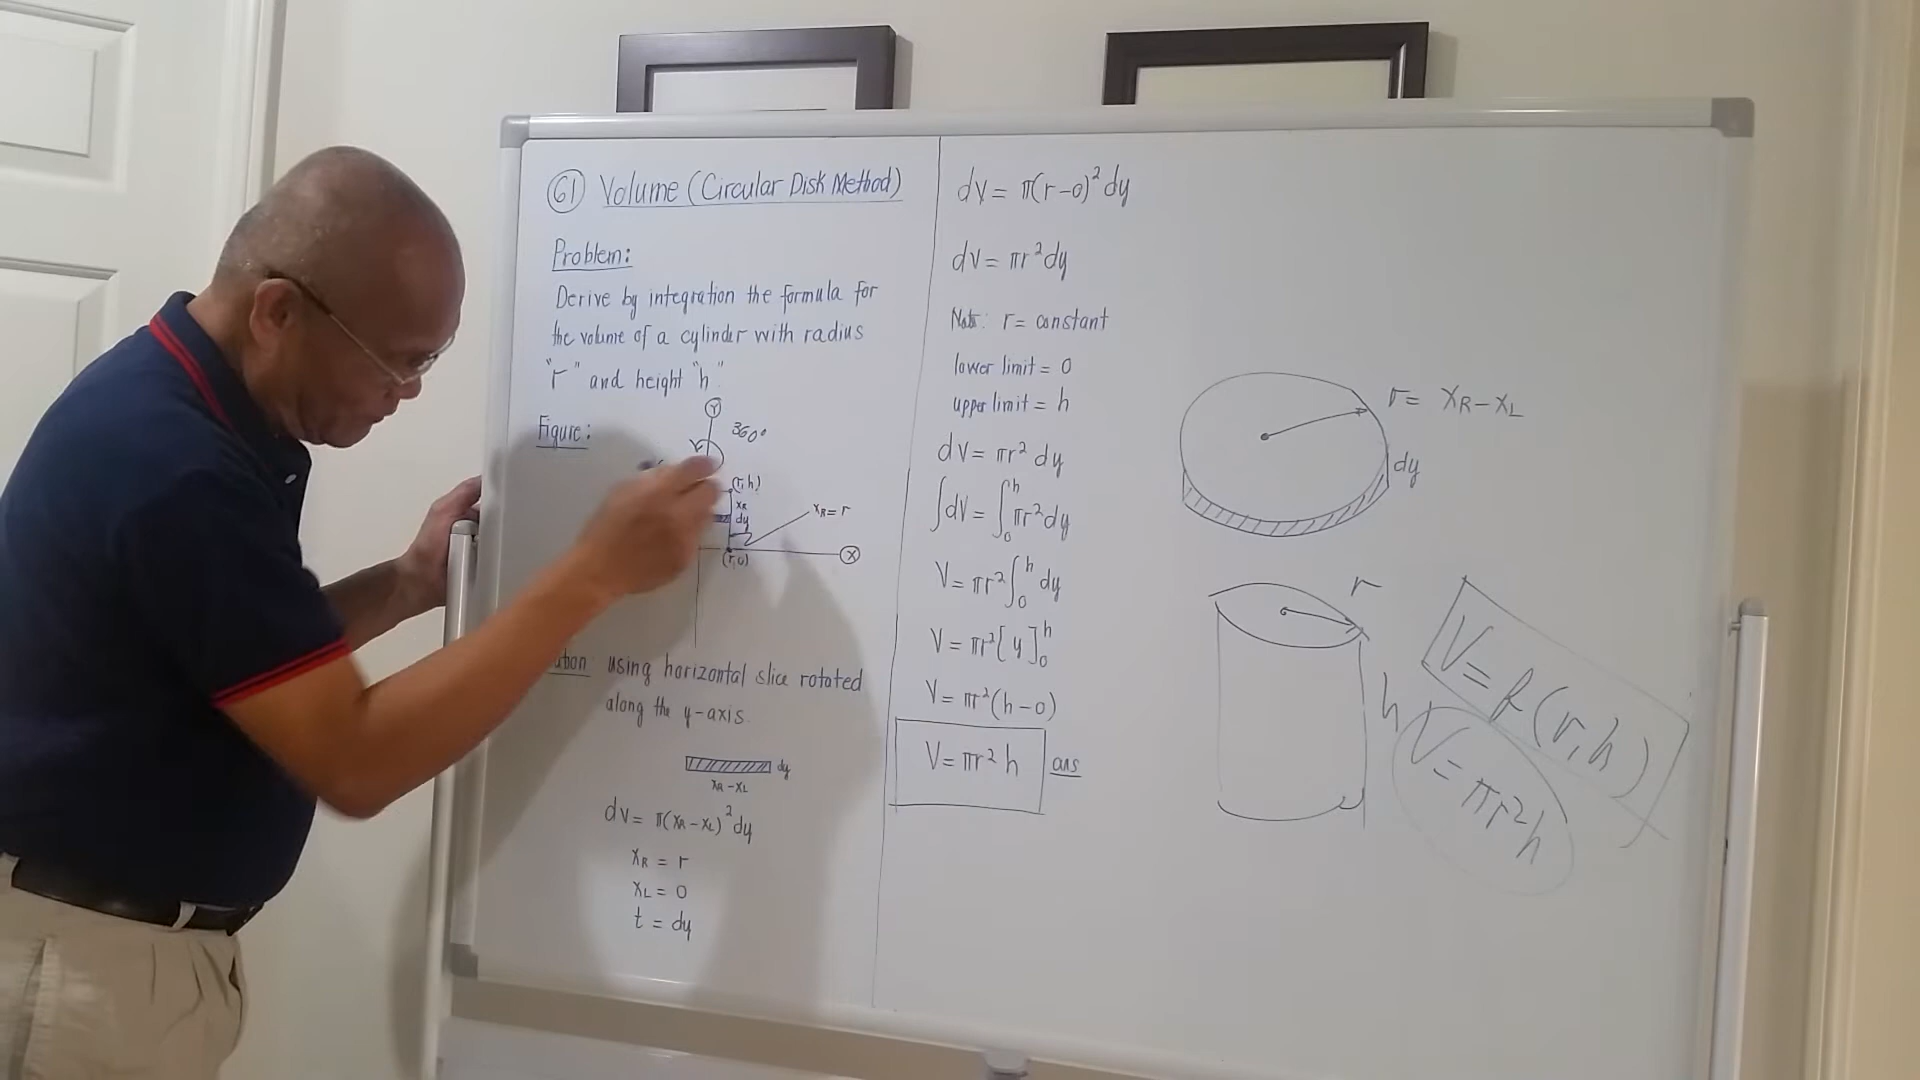 61 Volume (Circular Disk Method)
Problem:
Derive by integration the formula for
the volume of a cylinder with radius
"r" and height "h".
Figure:
Y
360°
(r,h)
xR
dy
xR = r
(r,0)
X
using horizontal slice rotated
along the y-axis.
dy
xR - xL
dV = π(xR - xL)² dy
xR = r
xL = 0
t = dy
dV = π(r-0)² dy
dV = πr² dy
Note: r = constant
lower limit = 0
upper limit = h
dV = πr² dy
∫dV = ∫₀ʰ πr² dy
V = πr² ∫₀ʰ dy
V = πr² [y]₀ʰ
V = πr² (h-0)
V = πr² h ans
r = xR - xL
dy
r
h
V = f(r,h)
V = πr²h